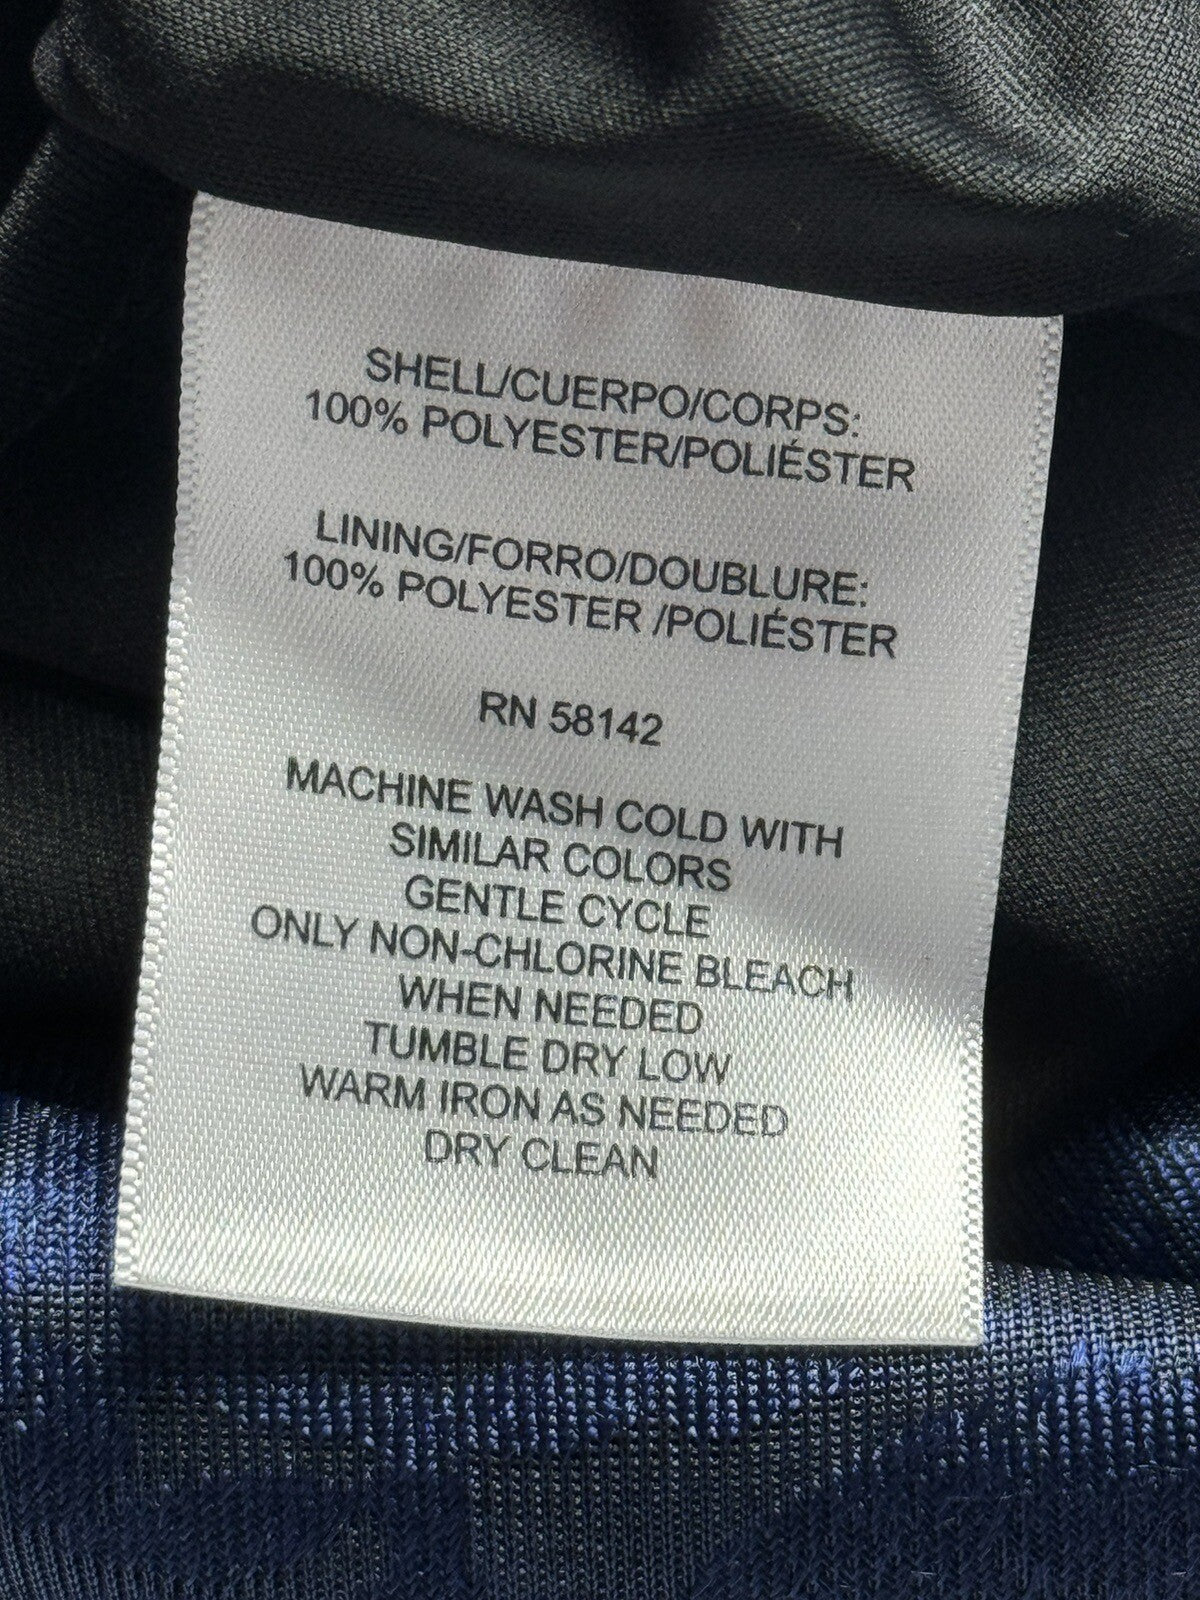 SHELL/CUERPO/CORPS:
100% POLYESTER/POLIÉSTER
LINING/FORRO/DOUBLURE:
100% POLYESTER /POLIÉSTER
RN 58142
MACHINE WASH COLD WITH
SIMILAR COLORS
GENTLE CYCLE
ONLY NON-CHLORINE BLEACH
WHEN NEEDED
TUMBLE DRY LOW
WARM IRON AS NEEDED
DRY CLEAN